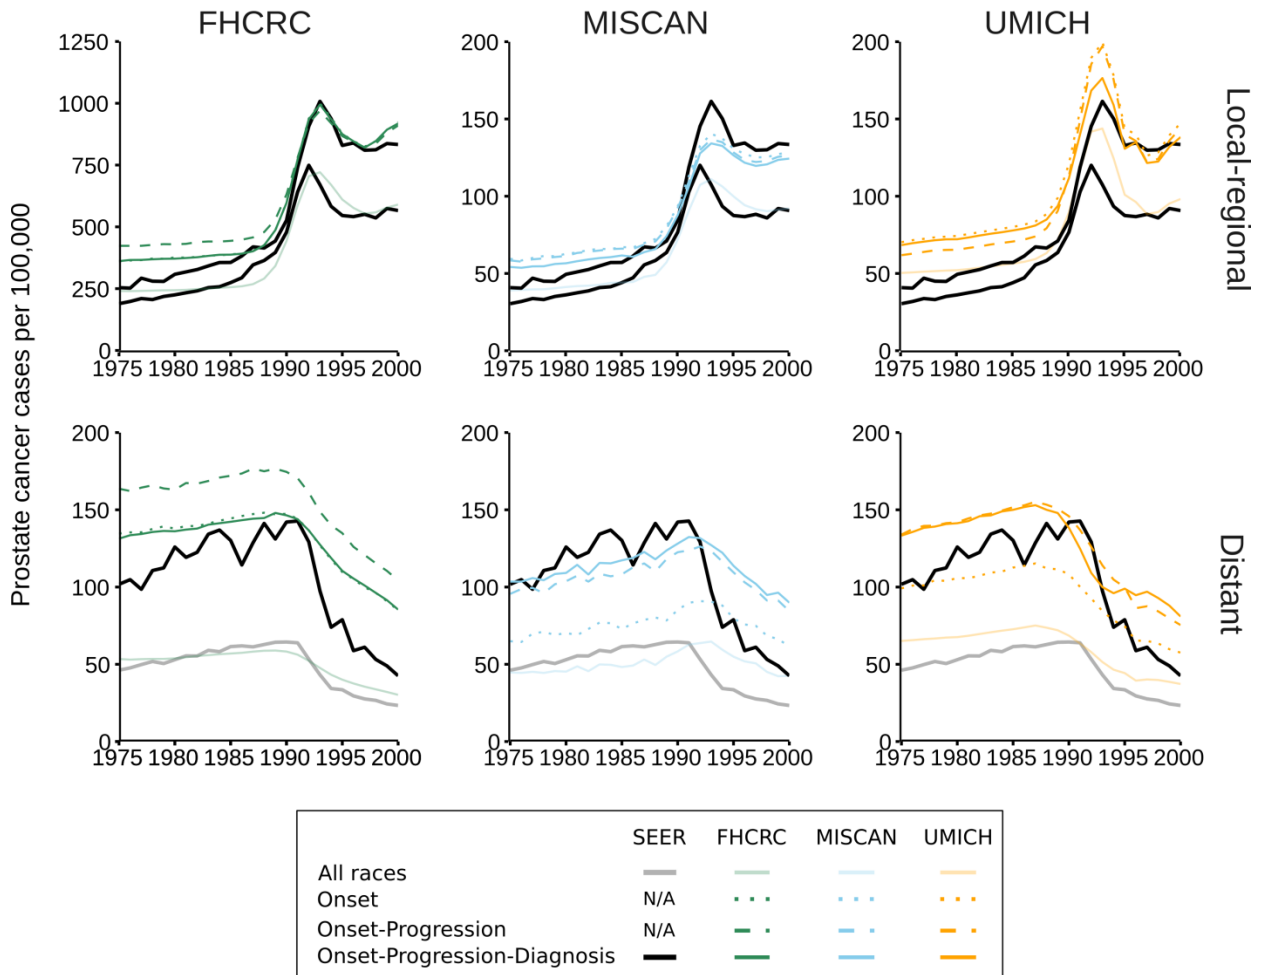 FHCRC MISCAN UMICH
Prostate cancer cases per 100,000
1250
1000
750
500
250
0
1975 1980 1985 1990 1995 2000
200
150
100
50
0
1975 1980 1985 1990 1995 2000
200
150
100
50
0
1975 1980 1985 1990 1995 2000
Local-regional
200
150
100
50
0
1975 1980 1985 1990 1995 2000
200
150
100
50
0
1975 1980 1985 1990 1995 2000
200
150
100
50
0
1975 1980 1985 1990 1995 2000
Distant
SEER FHCRC MISCAN UMICH
All races
Onset N/A
Onset-Progression N/A
Onset-Progression-Diagnosis